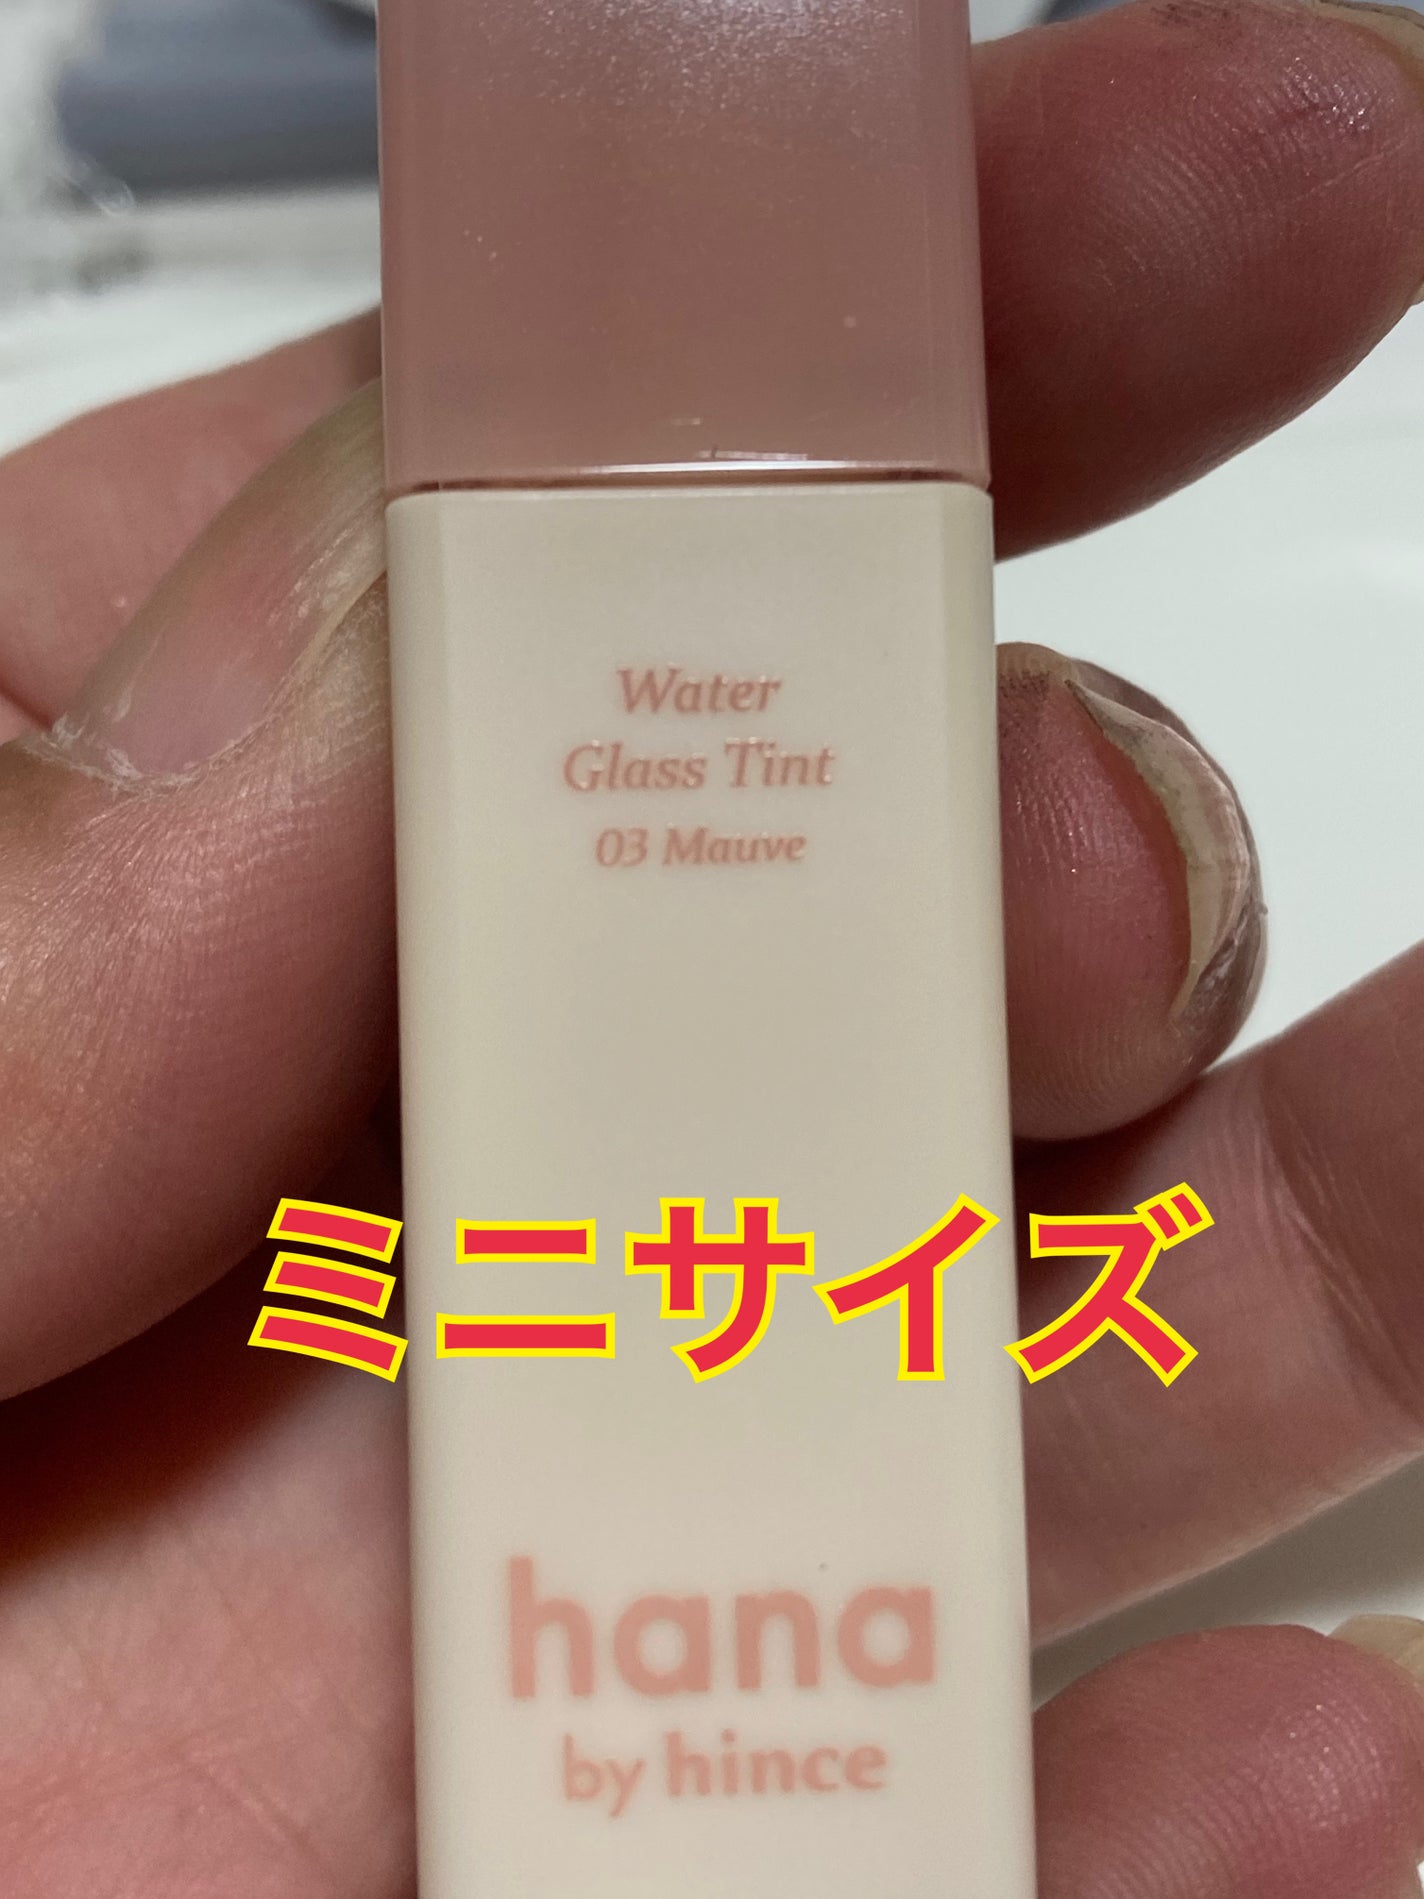 Water
Glass Tint
03 Mauve
ミニサイズ
hana
by hince